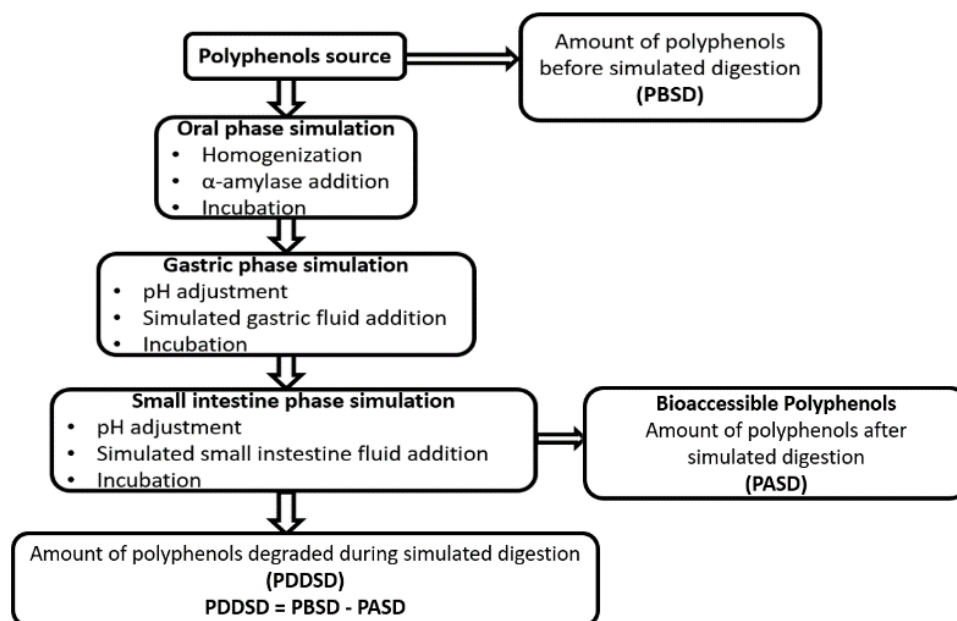 Polyphenols source
Amount of polyphenols
before simulated digestion
(PBSD)
Oral phase simulation
• Homogenization
• α-amylase addition
• Incubation
Gastric phase simulation
• pH adjustment
• Simulated gastric fluid addition
• Incubation
Small intestine phase simulation
• pH adjustment
• Simulated small instestine fluid addition
• Incubation
Bioaccessible Polyphenols
Amount of polyphenols after
simulated digestion
(PASD)
Amount of polyphenols degraded during simulated digestion
(PDDSD)
PDDSD = PBSD - PASD